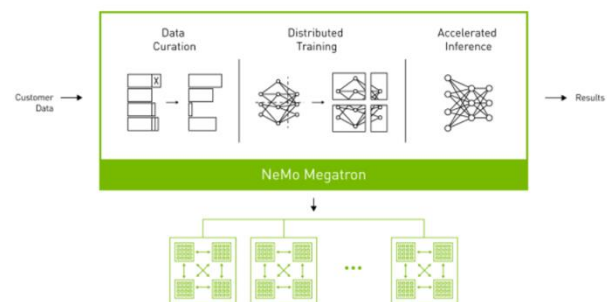 Data
Curation
Distributed
Training
Accelerated
Inference
Customer
Data
X
Results
NeMo Megatron